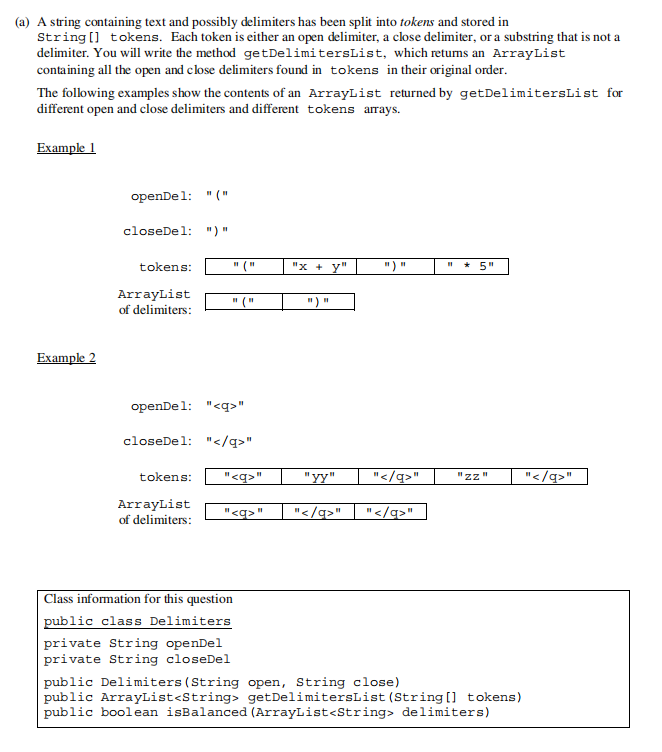 (a) A string containing text and possibly delimiters has been split into tokens and stored in
String[] tokens. Each token is either an open delimiter, a close delimiter, or a substring that is not a
delimiter. You will write the method getDelimitersList, which returns an ArrayList
containing all the open and close delimiters found in tokens in their original order.
The following examples show the contents of an ArrayList returned by getDelimitersList for
different open and close delimiters and different tokens arrays.
Example 1
openDel: "("
closeDel: ")"
tokens: "(" "x + y" ")" " * 5"
ArrayList
of delimiters: "(" ")"
Example 2
openDel: "<q>"
closeDel: "</q>"
tokens: "<q>" "yy" "</q>" "zz" "</q>"
ArrayList
of delimiters: "<q>" "</q>" "</q>"
Class information for this question
public class Delimiters
private String openDel
private String closeDel
public Delimiters(String open, String close)
public ArrayList<String> getDelimitersList(String[] tokens)
public boolean isBalanced(ArrayList<String> delimiters)